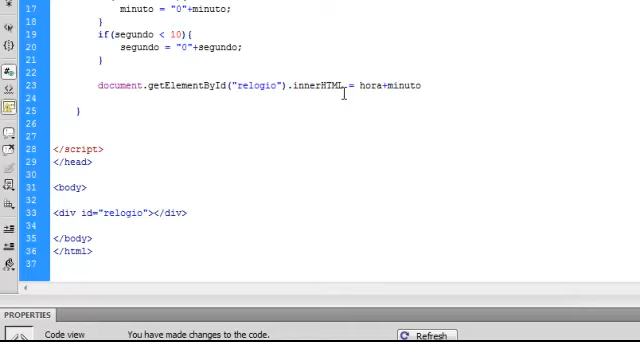 17 minuto = "0"+minuto;
18 }
19 if(segundo < 10){
20 segundo = "0"+segundo;
21 }
22
23 document.getElementById("relogio").innerHTML = hora+minuto
24
25 }
26
27
28 </script>
29 </head>
30
31 <body>
32
33 <div id="relogio"></div>
34
35 </body>
36 </html>
37
PROPERTIES
Code view You have made changes to the code. Refresh